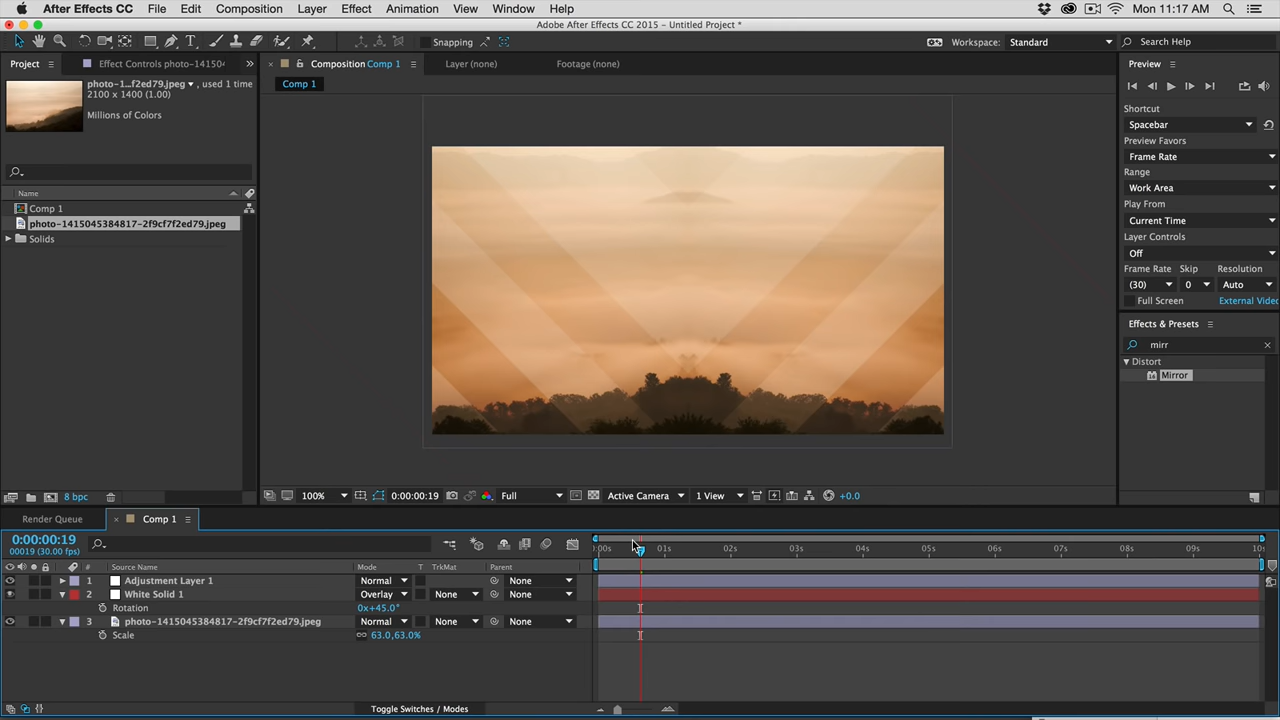 After Effects CC File Edit Composition Layer Effect Animation View Window Help Mon 11:17 AM
Adobe After Effects CC 2015 - Untitled Project *
Snapping Workspace: Standard Search Help
Project Effect Controls photo-14150 Composition Comp 1 Layer (none) Footage (none) Preview
Comp 1
photo-1...f2ed79.jpeg , used 1 time
2100 x 1400 (1.00)
Millions of Colors
Shortcut
Spacebar
Preview Favors
Frame Rate
Range
Work Area
Play From
Current Time
Layer Controls
Off
Frame Rate Skip Resolution
(30) 0 Auto
Full Screen External Video
Effects & Presets
mirr
Distort
Mirror
Name
Comp 1
photo-1415045384817-2f9cf7f2ed79.jpeg
Solids
8 bpc
100% 0:00:00:19 Full Active Camera 1 View +0.0
Render Queue Comp 1
0:00:00:19
00019 (30.00 fps)
:00s 01s 02s 03s 04s 05s 06s 07s 08s 09s 10s
# Source Name Mode T TrkMat Parent
1 Adjustment Layer 1 Normal None
2 White Solid 1 Overlay None None
Rotation 0x+45.0°
3 photo-1415045384817-2f9cf7f2ed79.jpeg Normal None None
Scale 63.0,63.0%
Toggle Switches / Modes